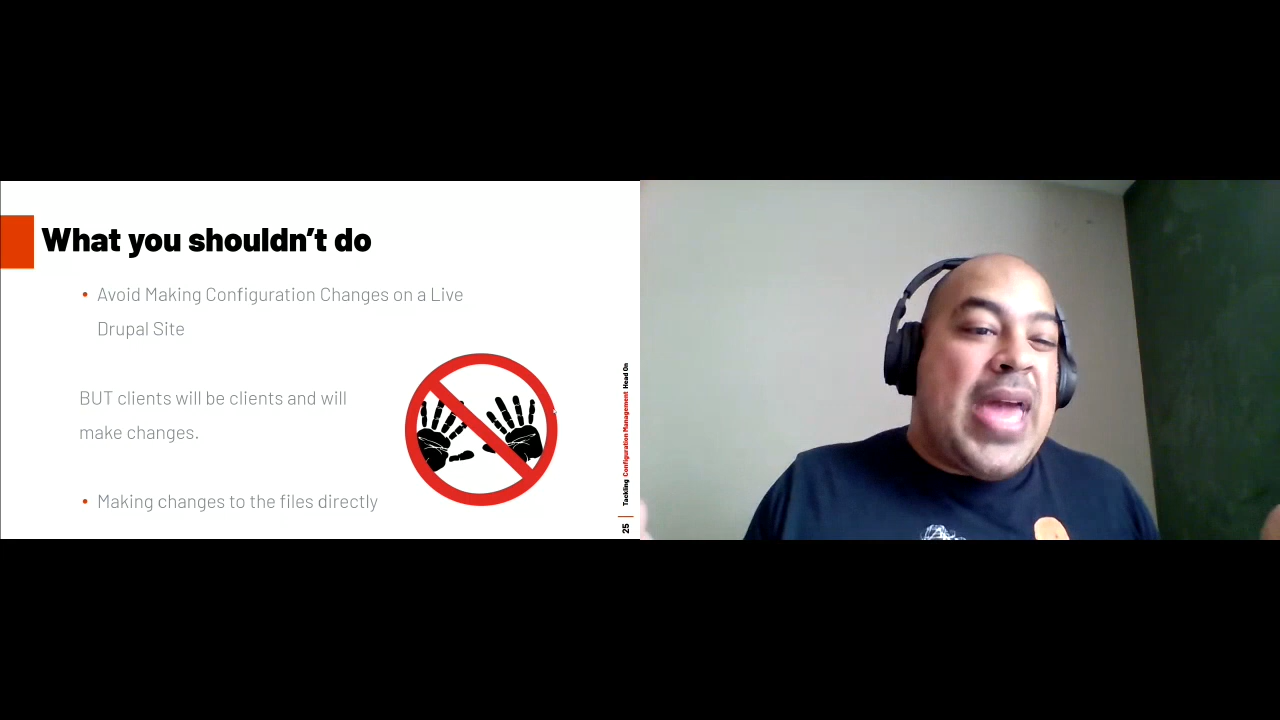 What you shouldn’t do
• Avoid Making Configuration Changes on a Live
Drupal Site
BUT clients will be clients and will
make changes.
• Making changes to the files directly
25 | Tackling Configuration Management Head On